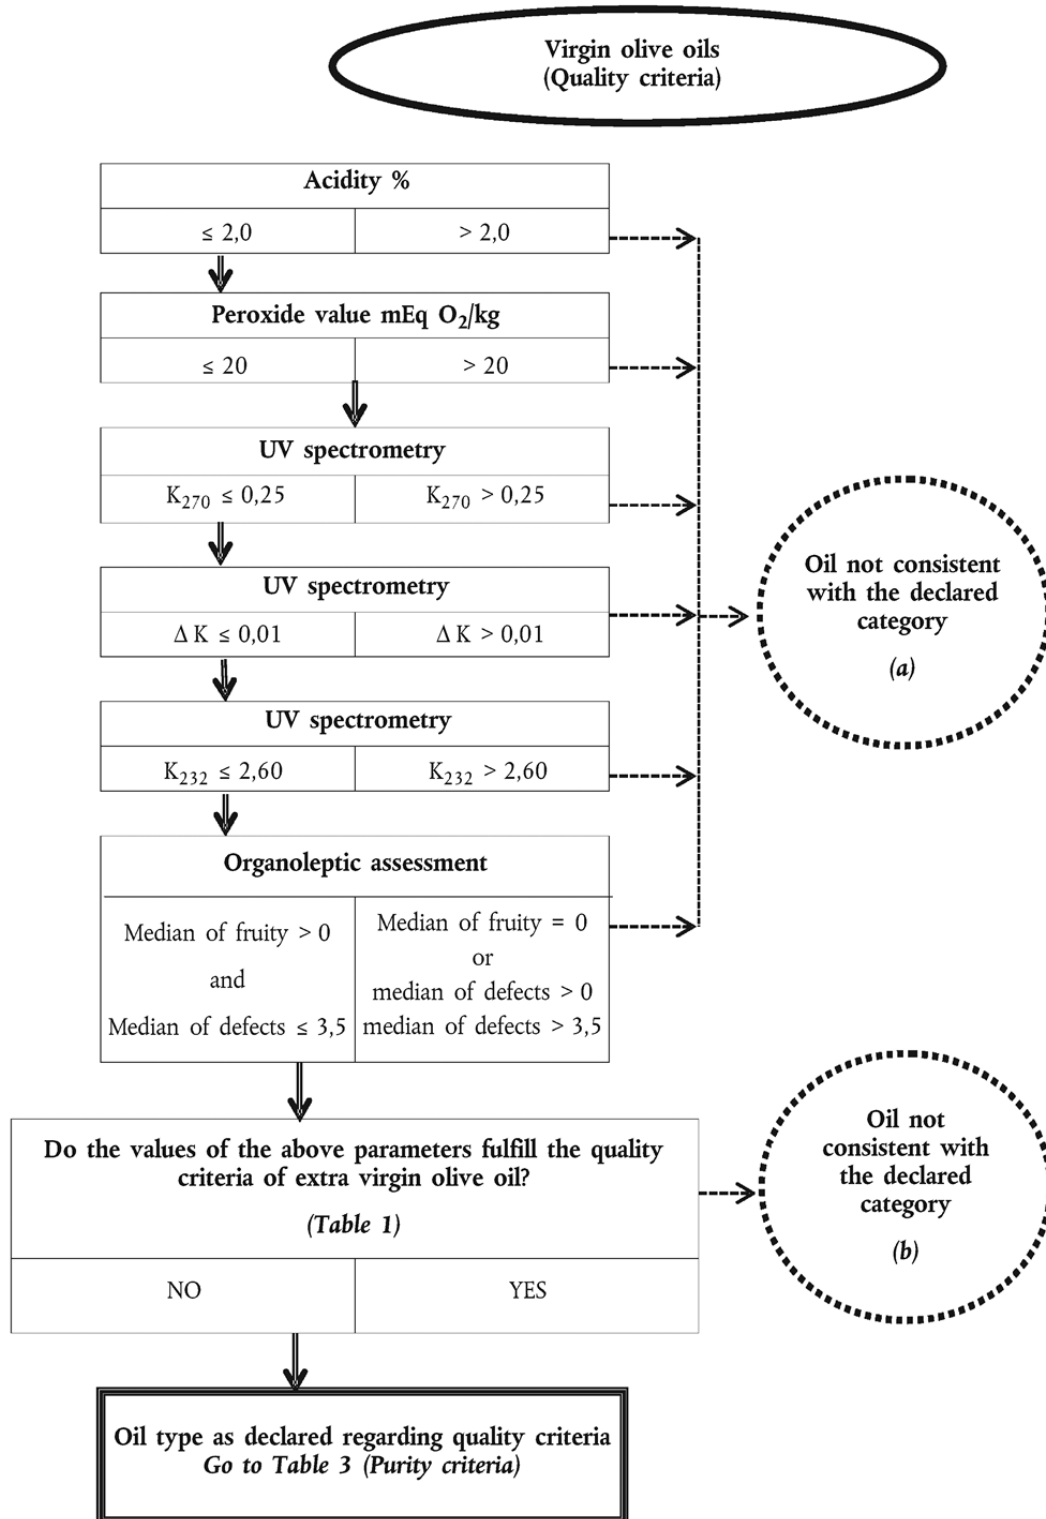 Virgin olive oils
(Quality criteria)
Acidity %
≤ 2,0
> 2,0
Peroxide value mEq O₂/kg
≤ 20
> 20
UV spectrometry
K₂₇₀ ≤ 0,25
K₂₇₀ > 0,25
UV spectrometry
Δ K ≤ 0,01
Δ K > 0,01
UV spectrometry
K₂₃₂ ≤ 2,60
K₂₃₂ > 2,60
Organoleptic assessment
Median of fruity > 0
and
Median of defects ≤ 3,5
Median of fruity = 0
or
median of defects > 0
median of defects > 3,5
Oil not consistent
with the declared
category
(a)
Do the values of the above parameters fulfill the quality
criteria of extra virgin olive oil?
(Table 1)
NO
YES
Oil not
consistent with
the declared
category
(b)
Oil type as declared regarding quality criteria
Go to Table 3 (Purity criteria)